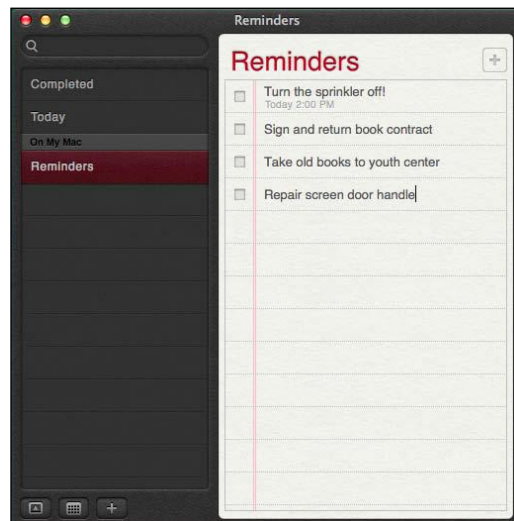 Reminders
Completed
Today
On My Mac
Reminders
Reminders
Turn the sprinkler off!
Today 2:00 PM
Sign and return book contract
Take old books to youth center
Repair screen door handle